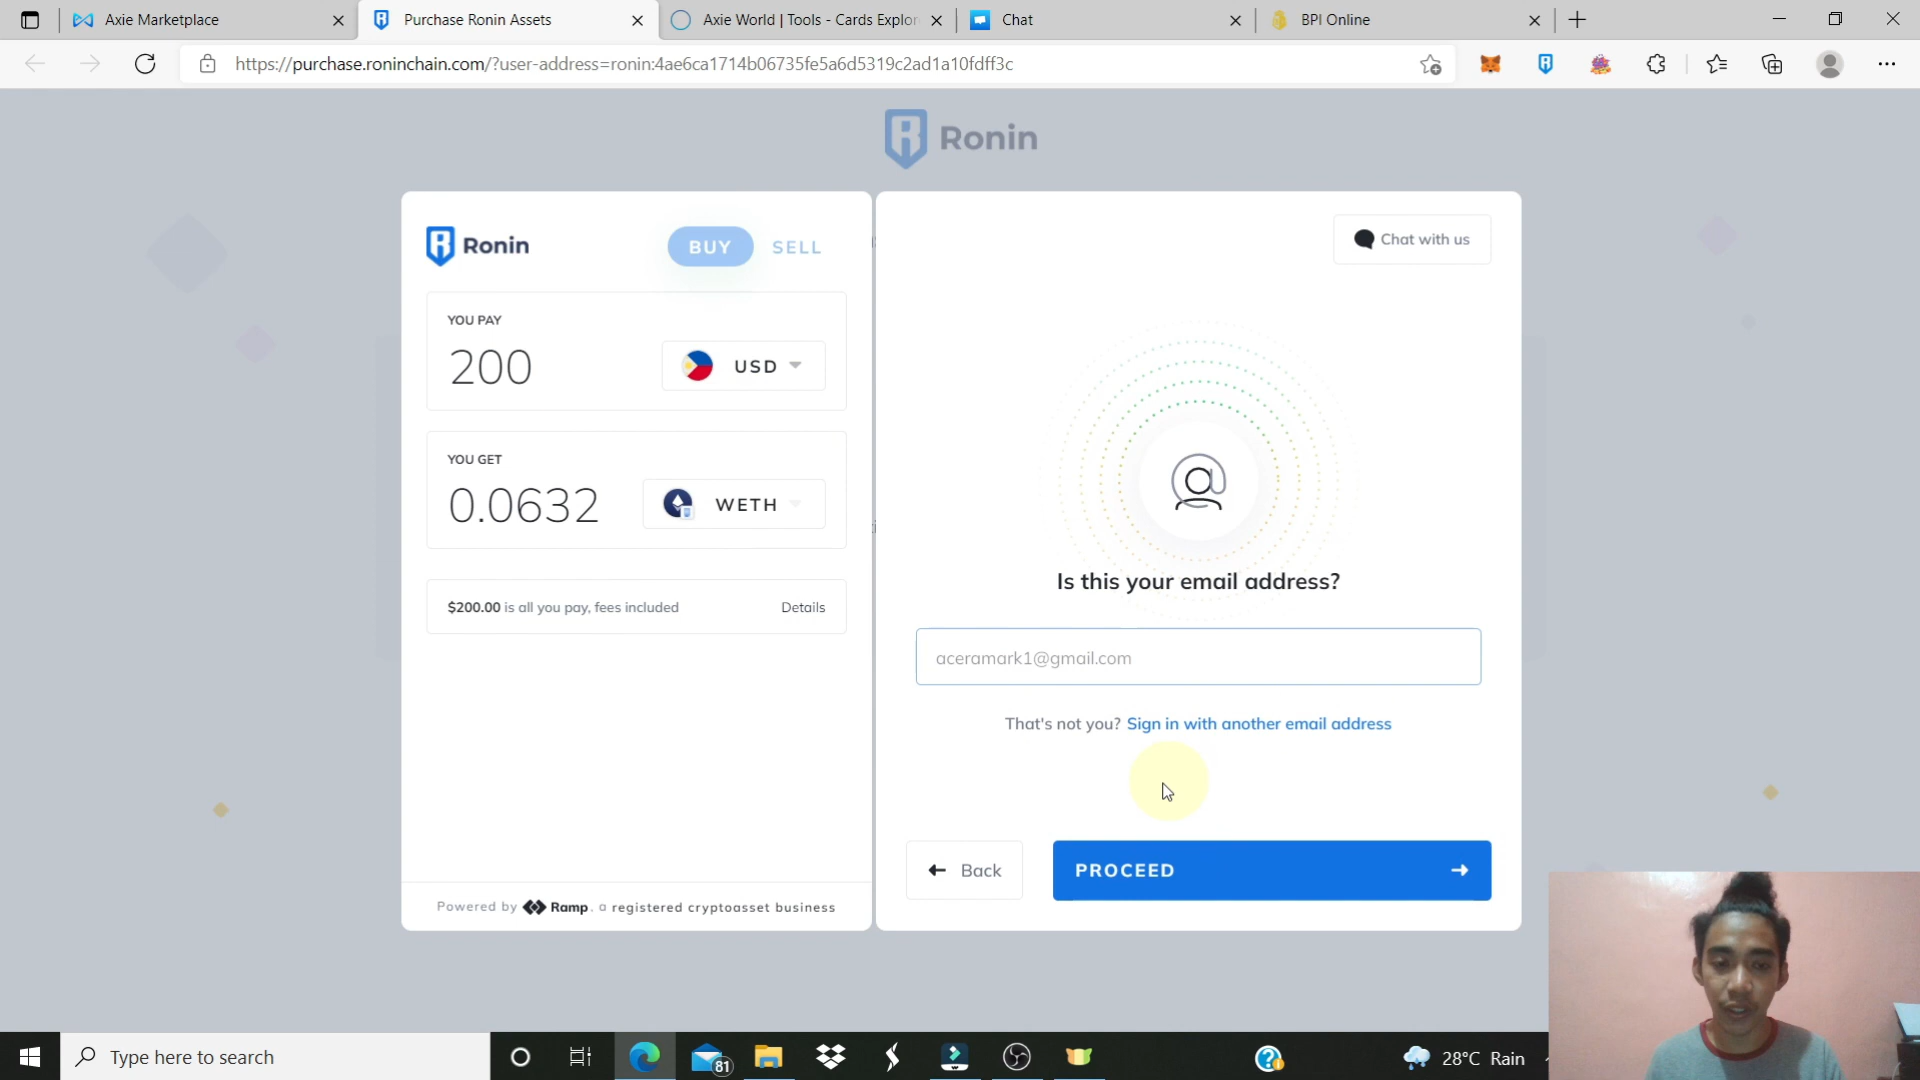 Axie Marketplace
Purchase Ronin Assets
Axie World | Tools - Cards Explor
Chat
BPI Online
https://purchase.roninchain.com/?user-address=ronin:4ae6ca1714b06735fe5a6d5319c2ad1a10fdff3c
Ronin
Ronin
BUY
SELL
Chat with us
YOU PAY
200
USD
YOU GET
0.0632
WETH
$200.00 is all you pay, fees included
Details
Is this your email address?
aceramark1@gmail.com
That's not you? Sign in with another email address
Back
PROCEED
Powered by Ramp. a registered cryptoasset business
Type here to search
81
28°C Rain